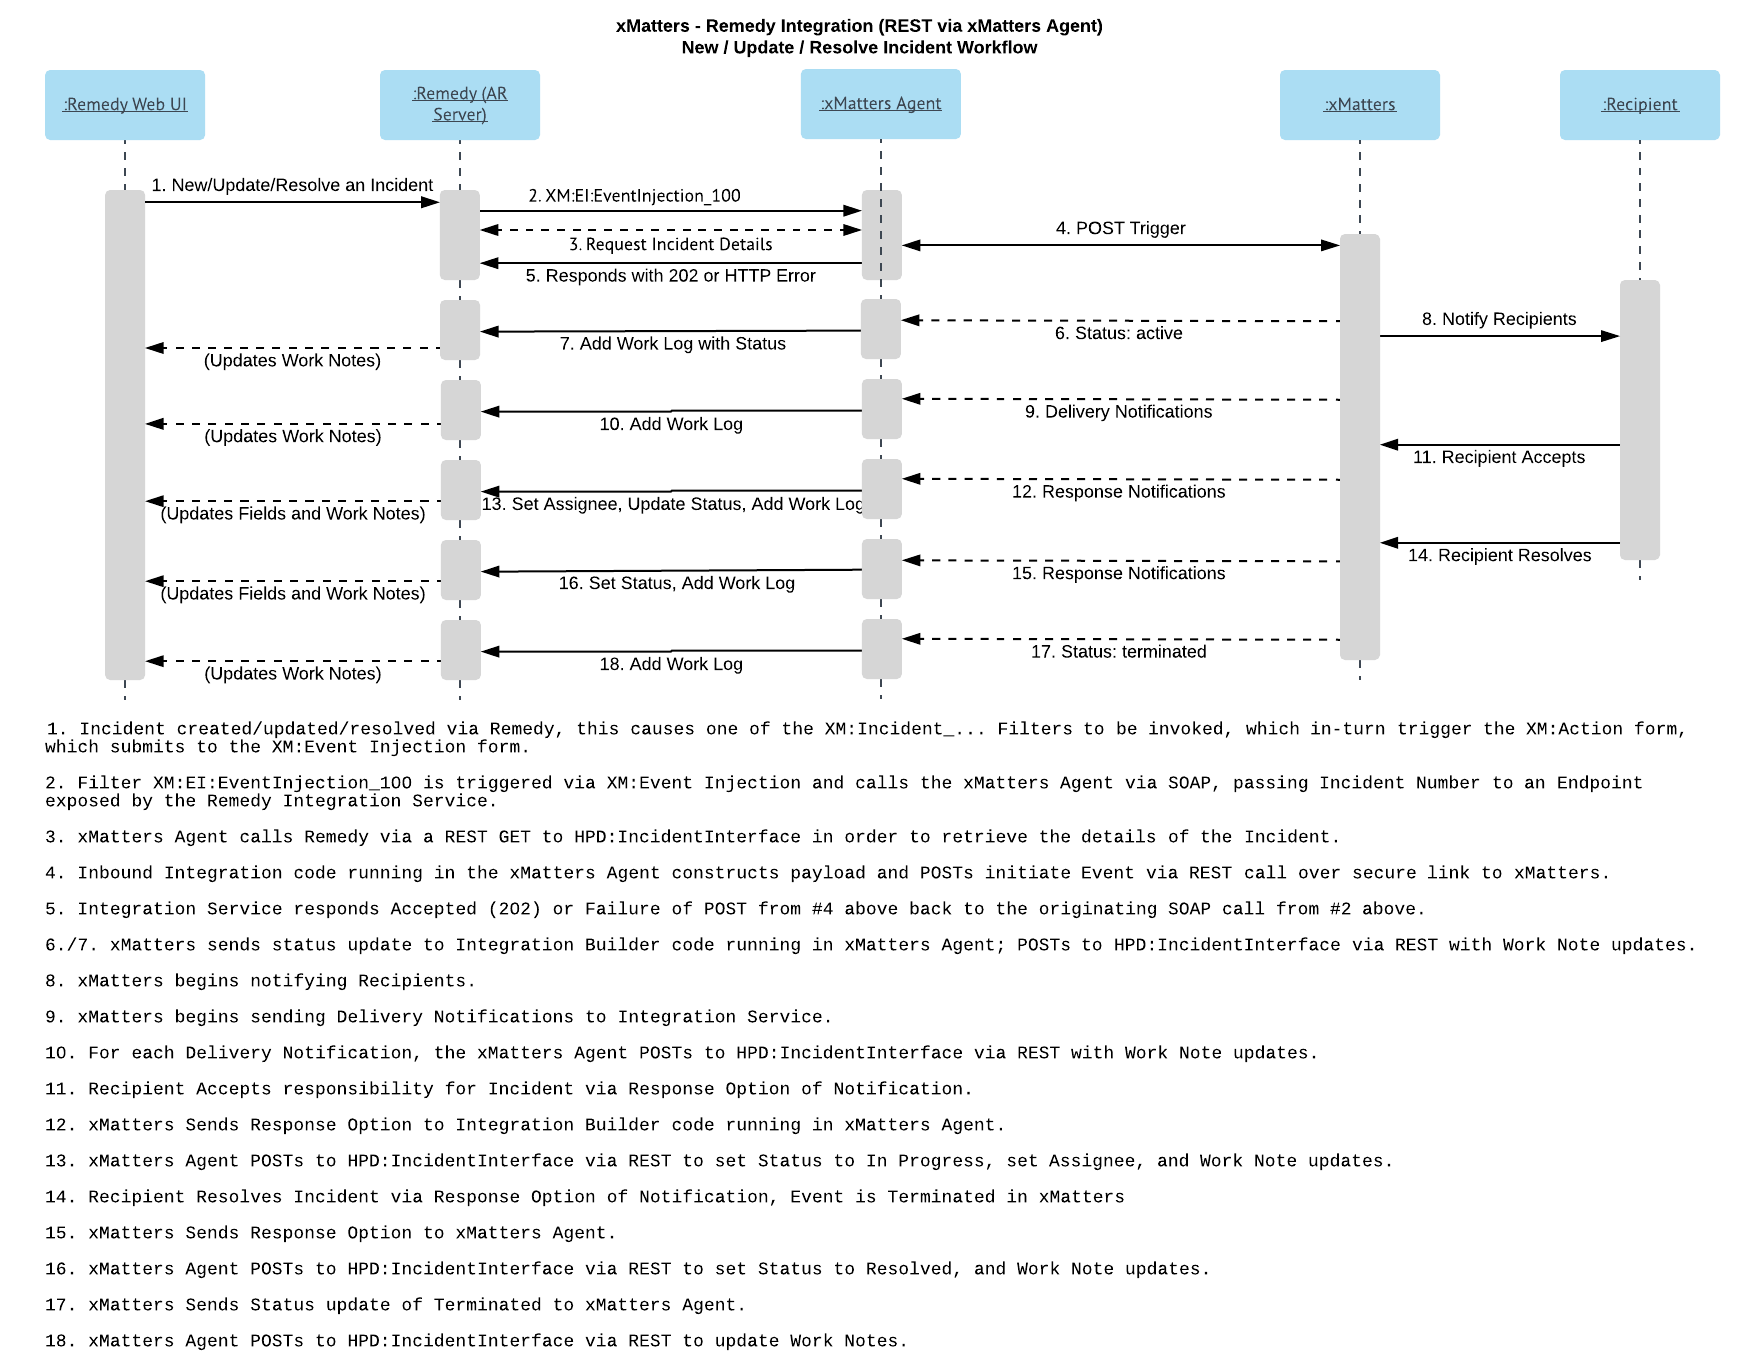 xMatters - Remedy Integration (REST via xMatters Agent)
New / Update / Resolve Incident Workflow
:Remedy Web UI
:Remedy (AR
Server)
:xMatters Agent
:xMatters
:Recipient
1. New/Update/Resolve an Incident
2. XM:EI:EventInjection_100
3. Request Incident Details
4. POST Trigger
5. Responds with 202 or HTTP Error
6. Status: active
7. Add Work Log with Status
8. Notify Recipients
(Updates Work Notes)
9. Delivery Notifications
10. Add Work Log
(Updates Work Notes)
11. Recipient Accepts
12. Response Notifications
13. Set Assignee, Update Status, Add Work Log
(Updates Fields and Work Notes)
14. Recipient Resolves
15. Response Notifications
16. Set Status, Add Work Log
(Updates Fields and Work Notes)
17. Status: terminated
18. Add Work Log
(Updates Work Notes)
1. Incident created/updated/resolved via Remedy, this causes one of the XM:Incident_... Filters to be invoked, which in-turn trigger the XM:Action form,
which submits to the XM:Event Injection form.
2. Filter XM:EI:EventInjection_100 is triggered via XM:Event Injection and calls the xMatters Agent via SOAP, passing Incident Number to an Endpoint
exposed by the Remedy Integration Service.
3. xMatters Agent calls Remedy via a REST GET to HPD:IncidentInterface in order to retrieve the details of the Incident.
4. Inbound Integration code running in the xMatters Agent constructs payload and POSTs initiate Event via REST call over secure link to xMatters.
5. Integration Service responds Accepted (202) or Failure of POST from #4 above back to the originating SOAP call from #2 above.
6./7. xMatters sends status update to Integration Builder code running in xMatters Agent; POSTs to HPD:IncidentInterface via REST with Work Note updates.
8. xMatters begins notifying Recipients.
9. xMatters begins sending Delivery Notifications to Integration Service.
10. For each Delivery Notification, the xMatters Agent POSTs to HPD:IncidentInterface via REST with Work Note updates.
11. Recipient Accepts responsibility for Incident via Response Option of Notification.
12. xMatters Sends Response Option to Integration Builder code running in xMatters Agent.
13. xMatters Agent POSTs to HPD:IncidentInterface via REST to set Status to In Progress, set Assignee, and Work Note updates.
14. Recipient Resolves Incident via Response Option of Notification, Event is Terminated in xMatters
15. xMatters Sends Response Option to xMatters Agent.
16. xMatters Agent POSTs to HPD:IncidentInterface via REST to set Status to Resolved, and Work Note updates.
17. xMatters Sends Status update of Terminated to xMatters Agent.
18. xMatters Agent POSTs to HPD:IncidentInterface via REST to update Work Notes.